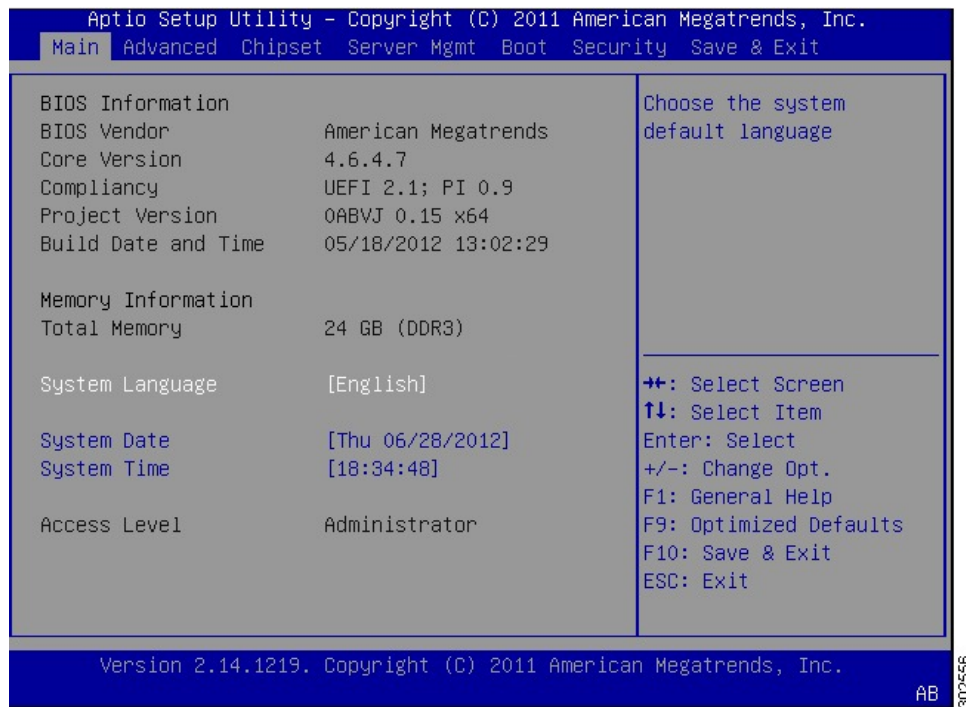 Aptio Setup Utility – Copyright (C) 2011 American Megatrends, Inc.
Main Advanced Chipset Server Mgmt Boot Security Save & Exit
BIOS Information
BIOS Vendor American Megatrends
Core Version 4.6.4.7
Compliancy UEFI 2.1; PI 0.9
Project Version 0ABVJ 0.15 x64
Build Date and Time 05/18/2012 13:02:29
Memory Information
Total Memory 24 GB (DDR3)
System Language [English]
System Date [Thu 06/28/2012]
System Time [18:34:48]
Access Level Administrator
Choose the system
default language
→←: Select Screen
↑↓: Select Item
Enter: Select
+/-: Change Opt.
F1: General Help
F9: Optimized Defaults
F10: Save & Exit
ESC: Exit
Version 2.14.1219. Copyright (C) 2011 American Megatrends, Inc.
AB
302556